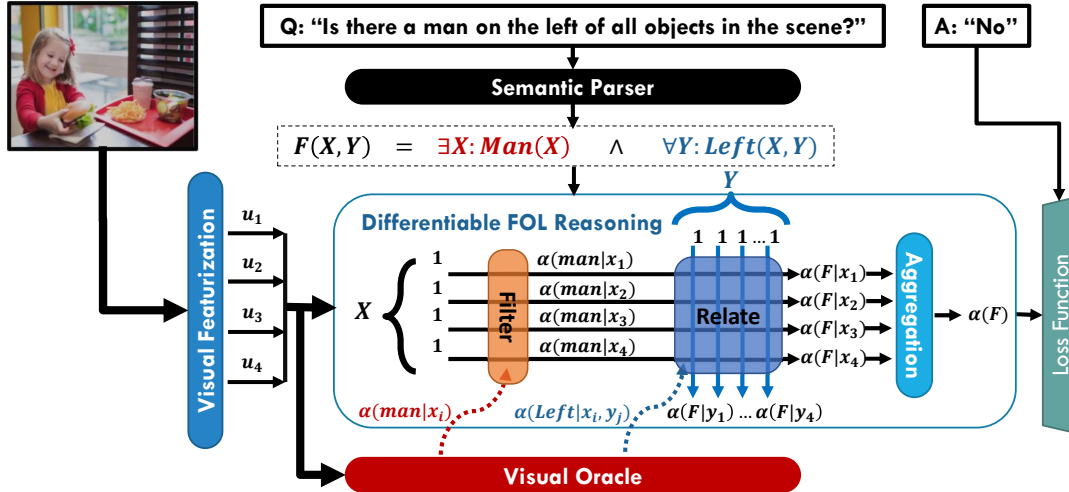 Q: “Is there a man on the left of all objects in the scene?”
A: “No”
Semantic Parser
F(X, Y) = ∃X: Man(X) ∧ ∀Y: Left(X, Y)
Y
Differentiable FOL Reasoning
Visual Featurization
u₁
u₂
u₃
u₄
X
1
1
1
1
Filter
α(man|x₁)
α(man|x₂)
α(man|x₃)
α(man|x₄)
1 1 1 ... 1
Relate
α(F|x₁)
α(F|x₂)
α(F|x₃)
α(F|x₄)
Aggregation
α(F)
Loss Function
α(man|xᵢ)
α(Left|xᵢ, yⱼ)
α(F|y₁) ... α(F|y₄)
Visual Oracle